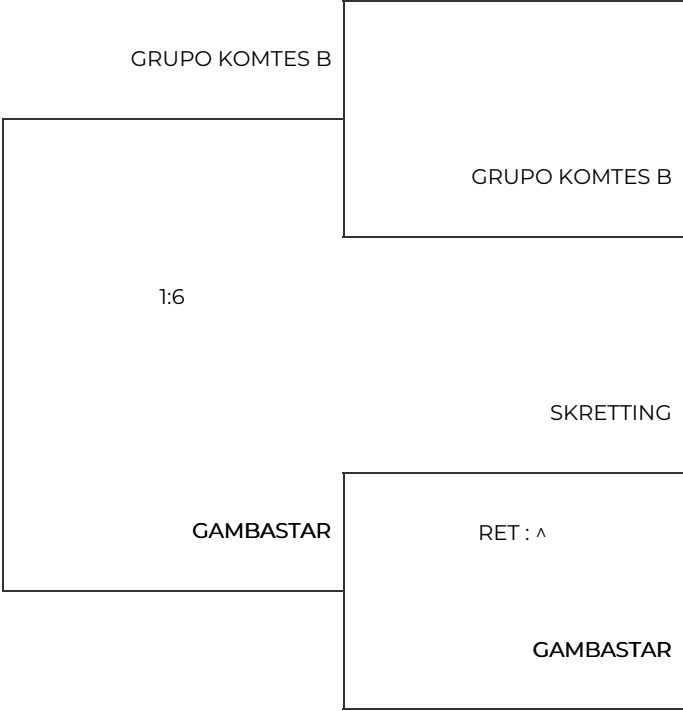 GRUPO KOMTES B
GRUPO KOMTES B
1:6
SKRETTING
GAMBASTAR
RET : ^
GAMBASTAR